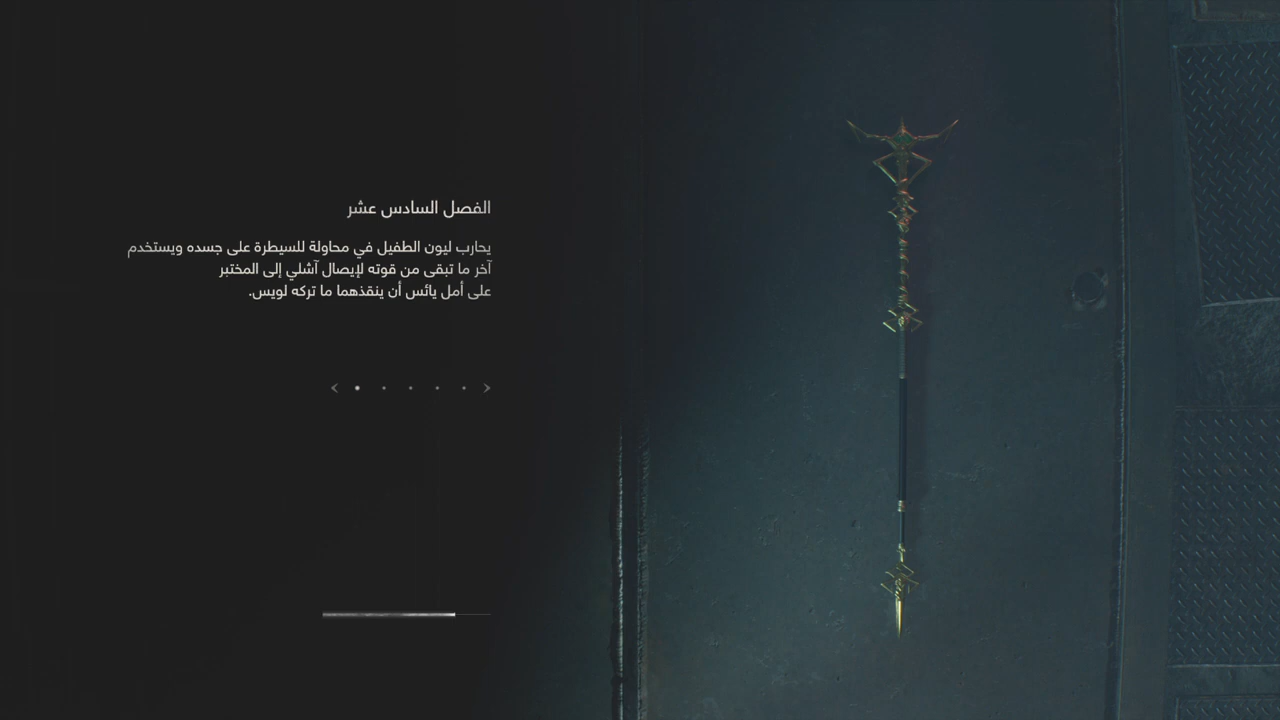 الفصل السادس عشر
يحارب ليون الطفيل في محاولة للسيطرة على جسده ويستخدم
آخر ما تبقى من قوته لإيصال آشلي إلى المختبر
على أمل يائس أن ينقذهما ما تركه لويس.